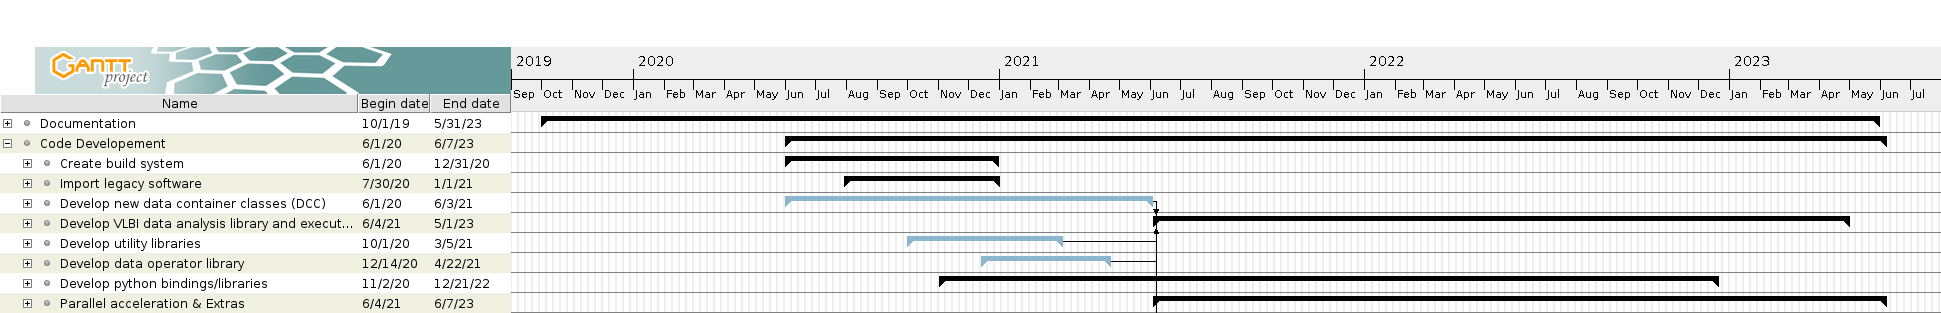 GANTT
project
2019 2020 2021 2022 2023
Sep Oct Nov Dec Jan Feb Mar Apr May Jun Jul Aug Sep Oct Nov Dec Jan Feb Mar Apr May Jun Jul Aug Sep Oct Nov Dec Jan Feb Mar Apr May Jun Jul Aug Sep Oct Nov Dec Jan Feb Mar Apr May Jun Jul
Name Begin date End date
Documentation 10/1/19 5/31/23
Code Developement 6/1/20 6/7/23
Create build system 6/1/20 12/31/20
Import legacy software 7/30/20 1/1/21
Develop new data container classes (DCC) 6/1/20 6/3/21
Develop VLBI data analysis library and execut... 6/4/21 5/1/23
Develop utility libraries 10/1/20 3/5/21
Develop data operator library 12/14/20 4/22/21
Develop python bindings/libraries 11/2/20 12/21/22
Parallel acceleration & Extras 6/4/21 6/7/23